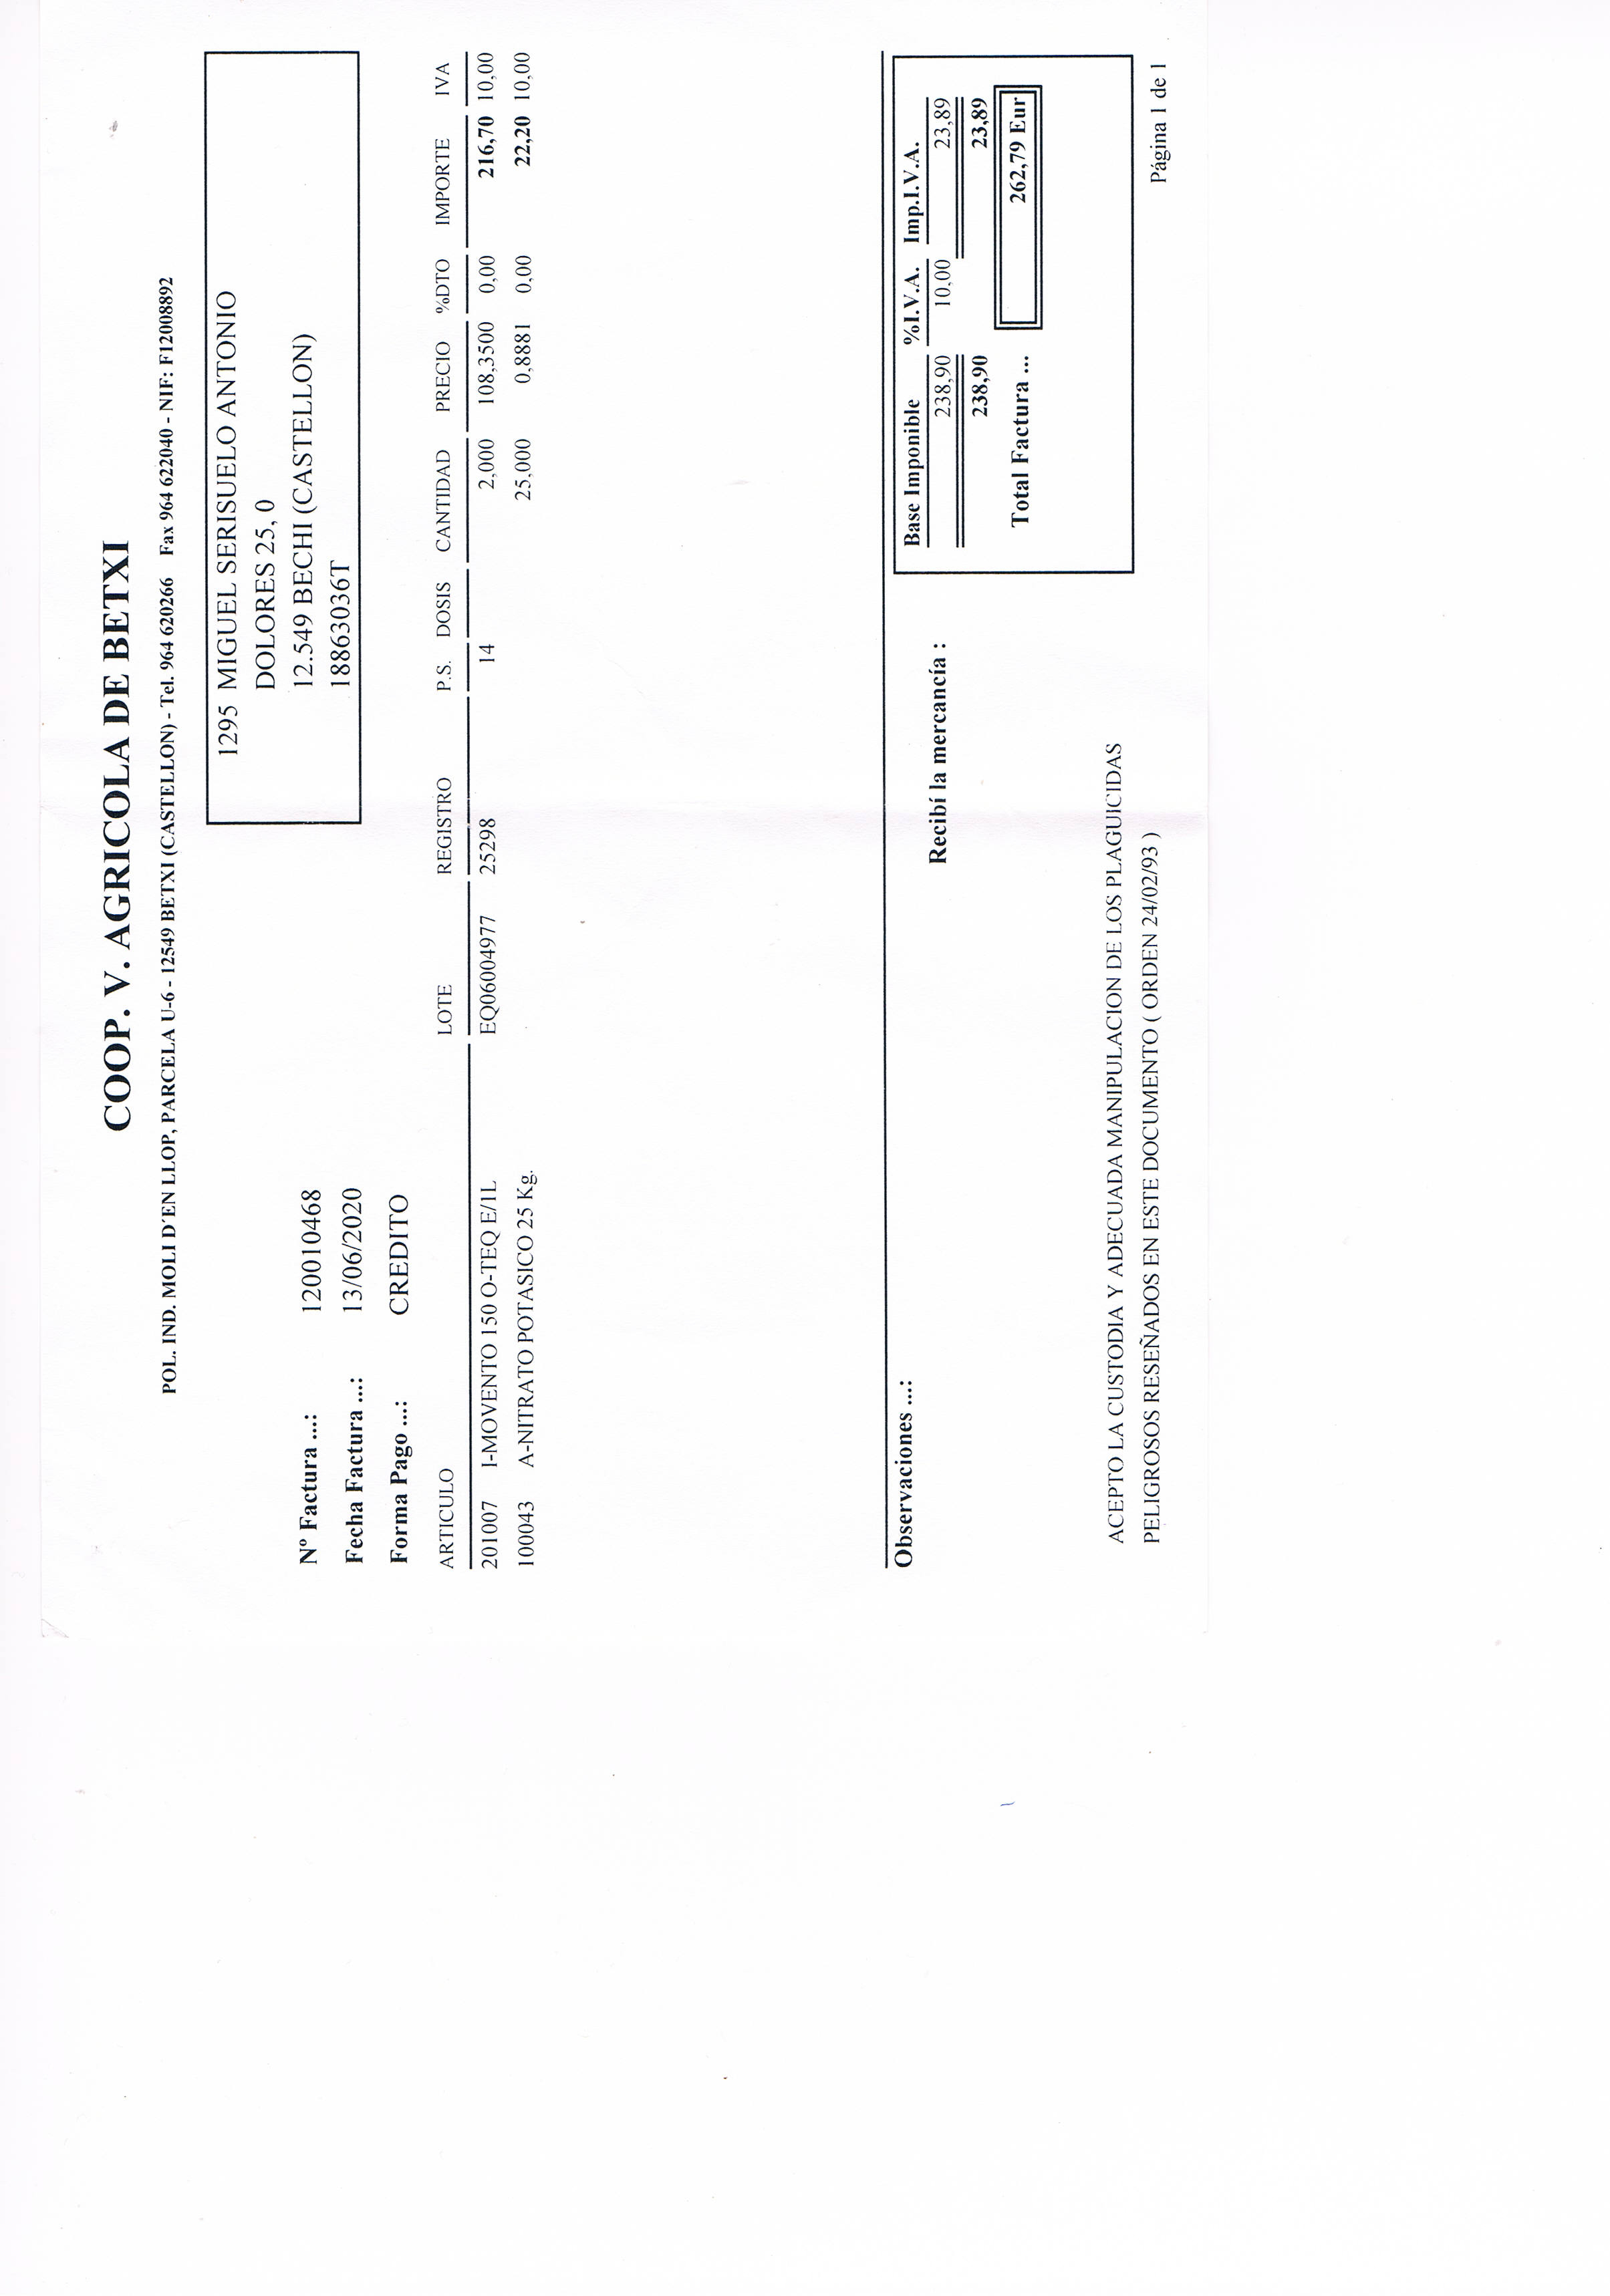 COOP. V. AGRICOLA DE BETXI
POL. IND. MOLI D´EN LLOP, PARCELA U-6 - 12549 BETXI (CASTELLON) - Tel. 964 620266 Fax 964 622040 - NIF: F12008892
1295 MIGUEL SERISUELO ANTONIO
DOLORES 25, 0
12.549 BECHI (CASTELLON)
18863036T
Nº Factura ...: 120010468
Fecha Factura ...: 13/06/2020
Forma Pago ...: CREDITO
ARTICULO LOTE REGISTRO P.S. DOSIS CANTIDAD PRECIO %DTO IMPORTE IVA
201007 I-MOVENTO 150 O-TEQ E/1L EQ06004977 25298 14 2,000 108,3500 0,00 216,70 10,00
100043 A-NITRATO POTASICO 25 Kg. 25,000 0,8881 0,00 22,20 10,00
Observaciones ...:
Recibí la mercancía :
Base Imponible %I.V.A. Imp.I.V.A.
238,90 10,00 23,89
238,90 23,89
Total Factura ... 262,79 Eur
ACEPTO LA CUSTODIA Y ADECUADA MANIPULACION DE LOS PLAGUICIDAS
PELIGROSOS RESEÑADOS EN ESTE DOCUMENTO ( ORDEN 24/02/93 )
Página 1 de 1